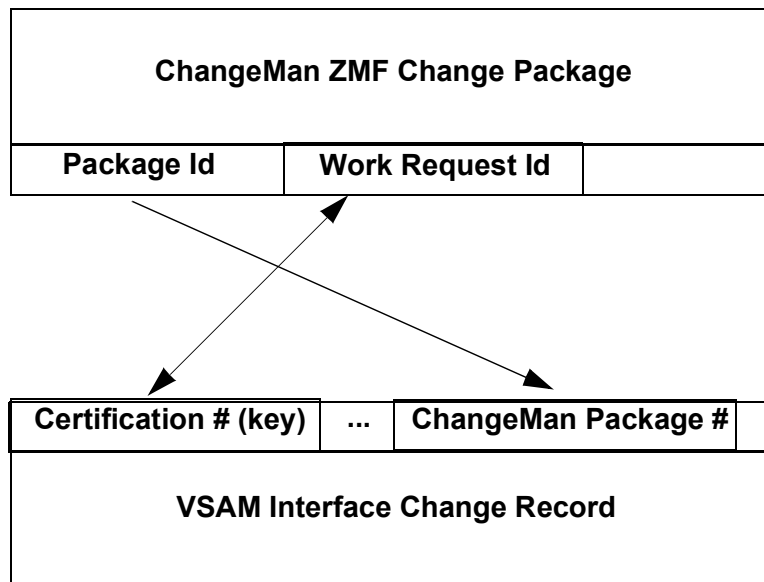 ChangeMan ZMF Change Package
Package Id Work Request Id
Certification # (key) ... ChangeMan Package #
VSAM Interface Change Record